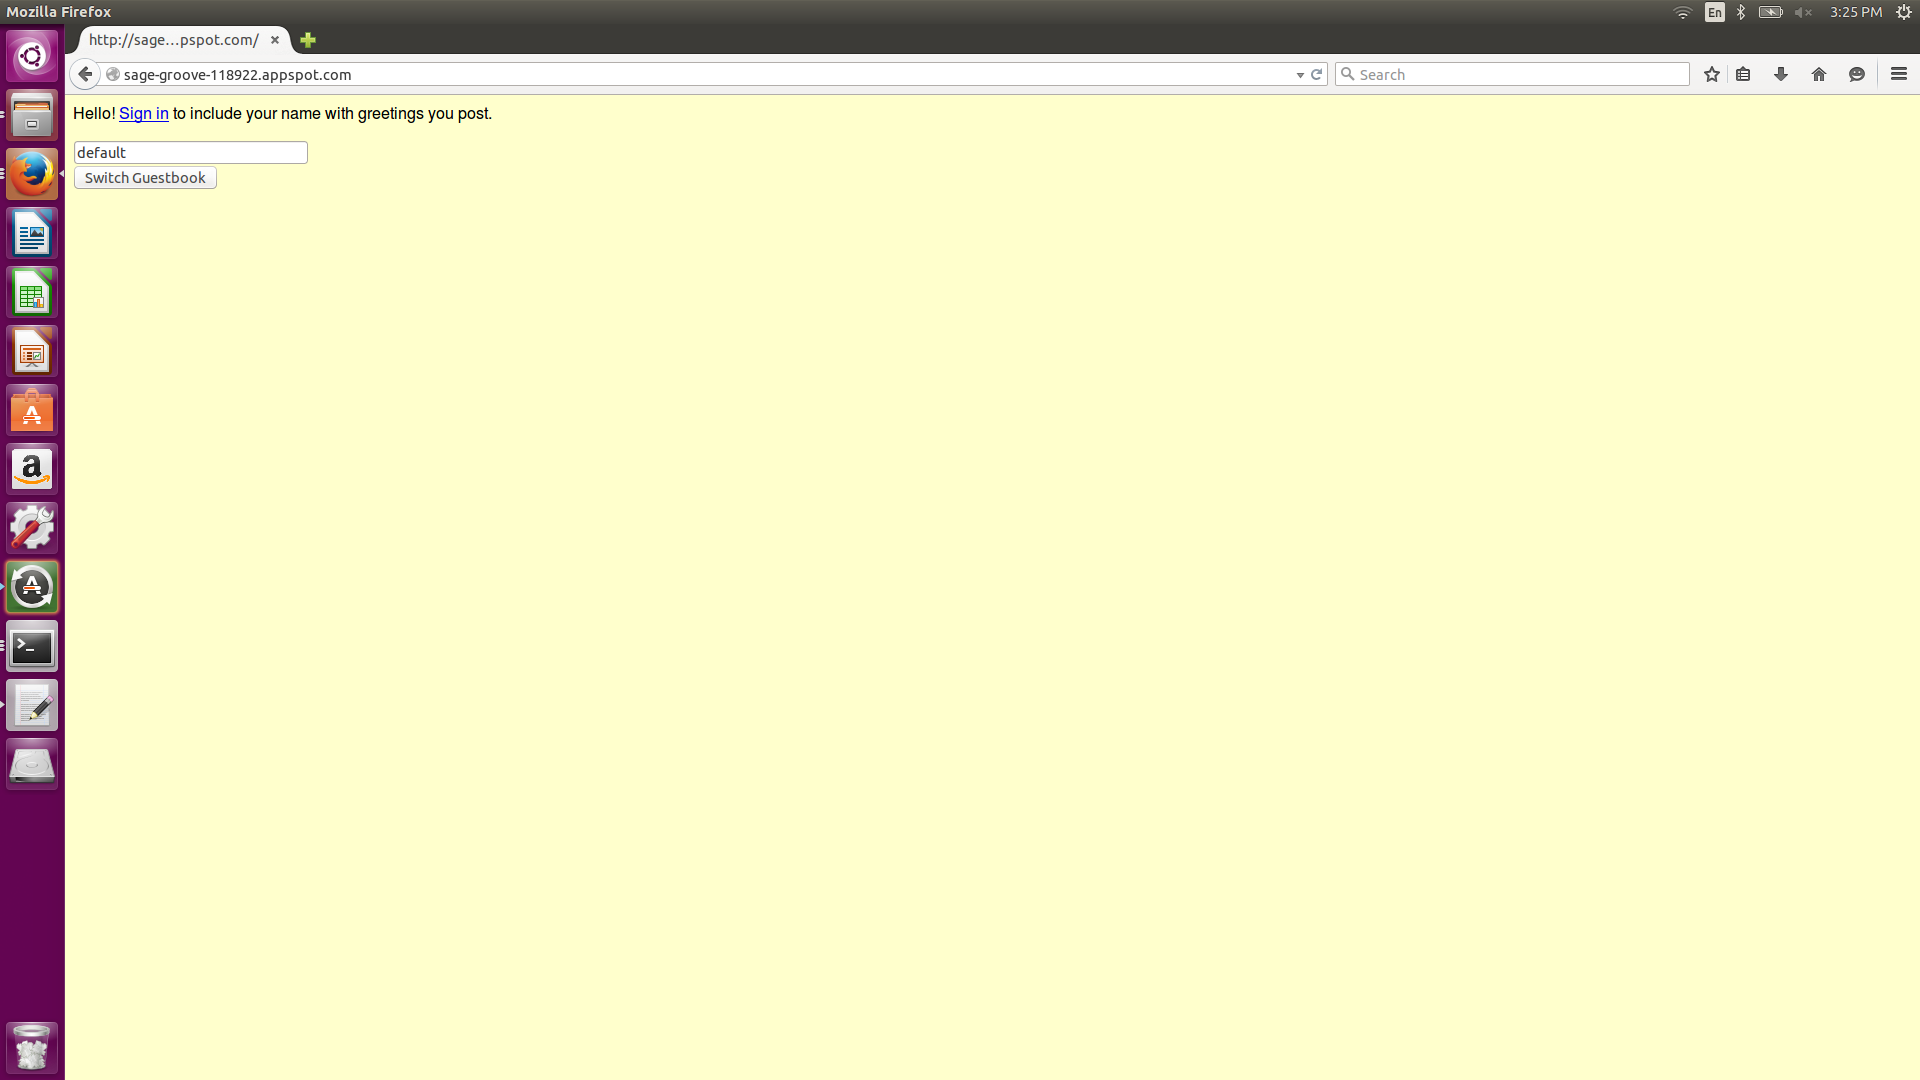 Mozilla Firefox
En
3:25 PM
http://sage...pspot.com/
sage-groove-118922.appspot.com
Search
Hello! Sign in to include your name with greetings you post.
default
Switch Guestbook
A
a
A
>_